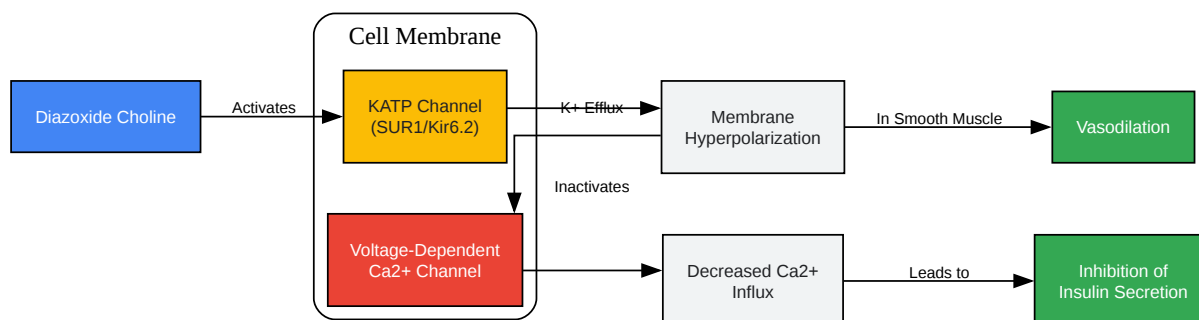 Cell Membrane
Diazoxide Choline
Activates
KATP Channel
(SUR1/Kir6.2)
K+ Efflux
Membrane
Hyperpolarization
In Smooth Muscle
Vasodilation
Inactivates
Voltage-Dependent
Ca2+ Channel
Decreased Ca2+
Influx
Leads to
Inhibition of
Insulin Secretion